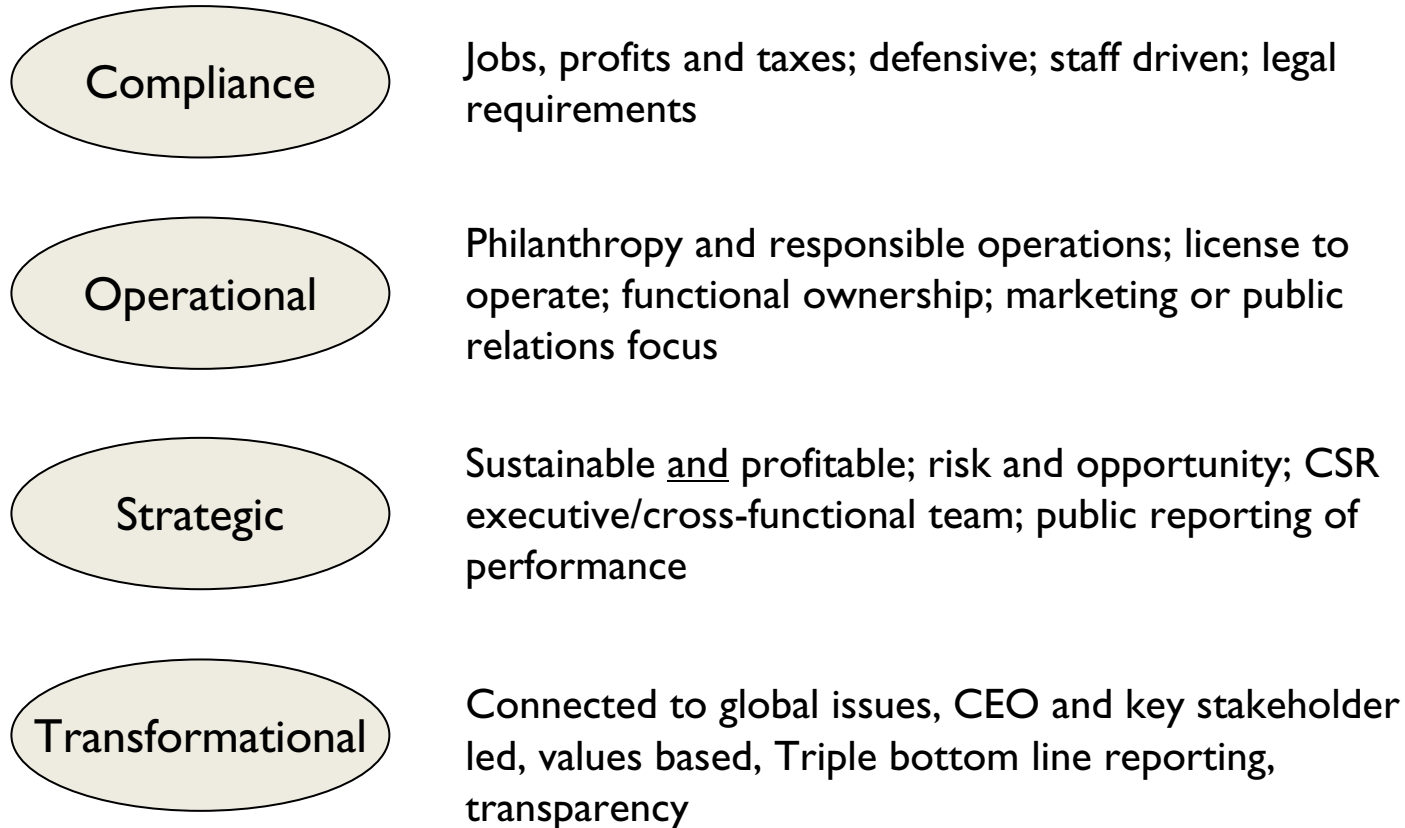 Compliance
Jobs, profits and taxes; defensive; staff driven; legal
requirements
Operational
Philanthropy and responsible operations; license to
operate; functional ownership; marketing or public
relations focus
Strategic
Sustainable and profitable; risk and opportunity; CSR
executive/cross-functional team; public reporting of
performance
Transformational
Connected to global issues, CEO and key stakeholder
led, values based, Triple bottom line reporting,
transparency